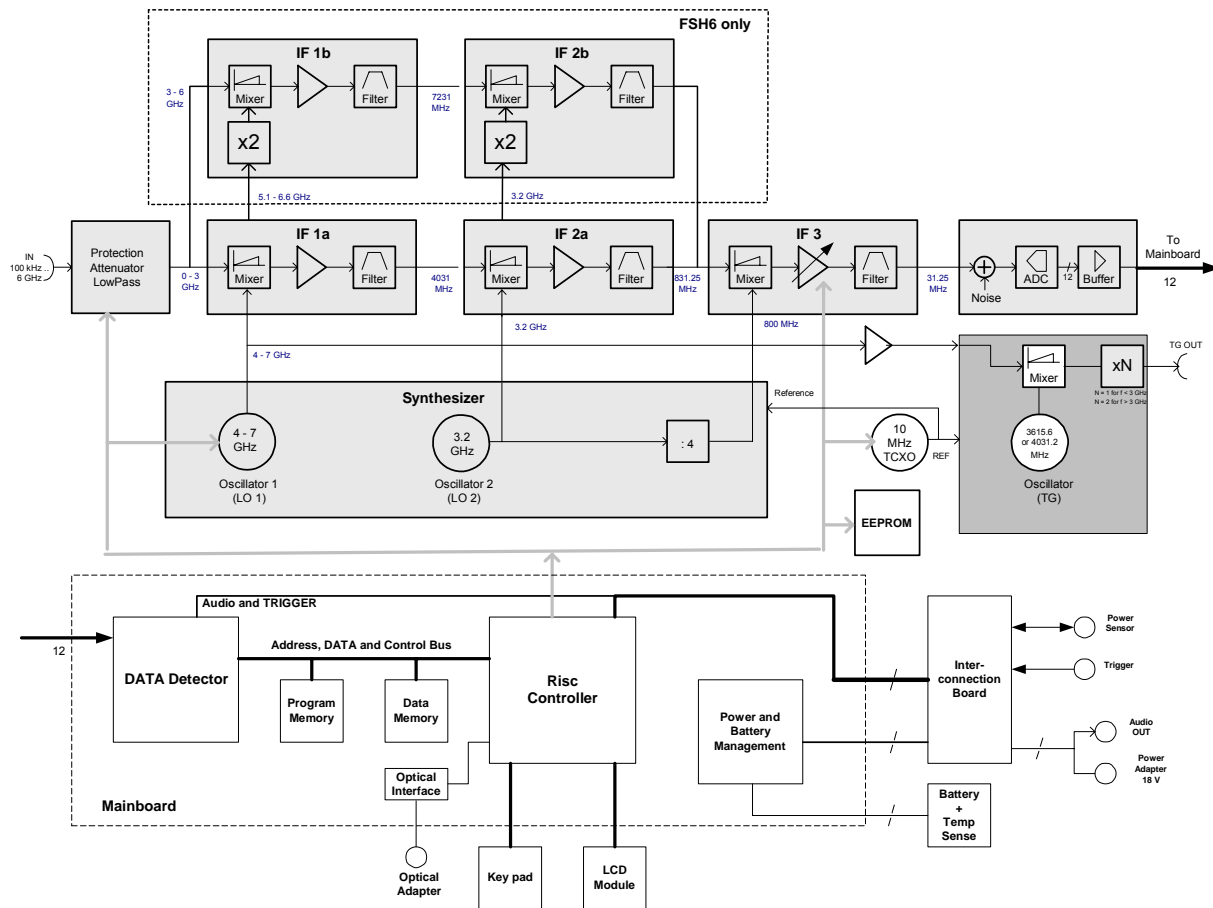 FSH6 only
IF 1b
IF 2b
Mixer
Filter
Mixer
Filter
3 - 6
GHz
7231
MHz
x2
x2
5.1 - 6.6 GHz
3.2 GHz
IF 1a
IF 2a
IF 3
To
Mainboard
12
IN
100 kHz ..
6 GHz
Protection
Attenuator
LowPass
0 - 3
GHz
Mixer
Filter
4031
MHz
Mixer
Filter
831.25
MHz
Mixer
Filter
31.25
MHz
Noise
ADC
12
Buffer
3.2 GHz
800 MHz
4 - 7 GHz
TG OUT
Mixer
xN
N = 1 for f < 3 GHz
N = 2 for f > 3 GHz
Synthesizer
Reference
4 - 7
GHz
3.2
GHz
: 4
10
MHz
TCXO
REF
3615.6
or 4031.2
MHz
Oscillator 1
(LO 1)
Oscillator 2
(LO 2)
Oscillator
(TG)
EEPROM
Audio and TRIGGER
12
DATA Detector
Address, DATA and Control Bus
Program
Memory
Data
Memory
Risc
Controller
Power and
Battery
Management
Inter-
connection
Board
Power
Sensor
Trigger
Audio
OUT
Power
Adapter
18 V
Optical
Interface
Mainboard
Battery
+
Temp
Sense
Optical
Adapter
Key pad
LCD
Module